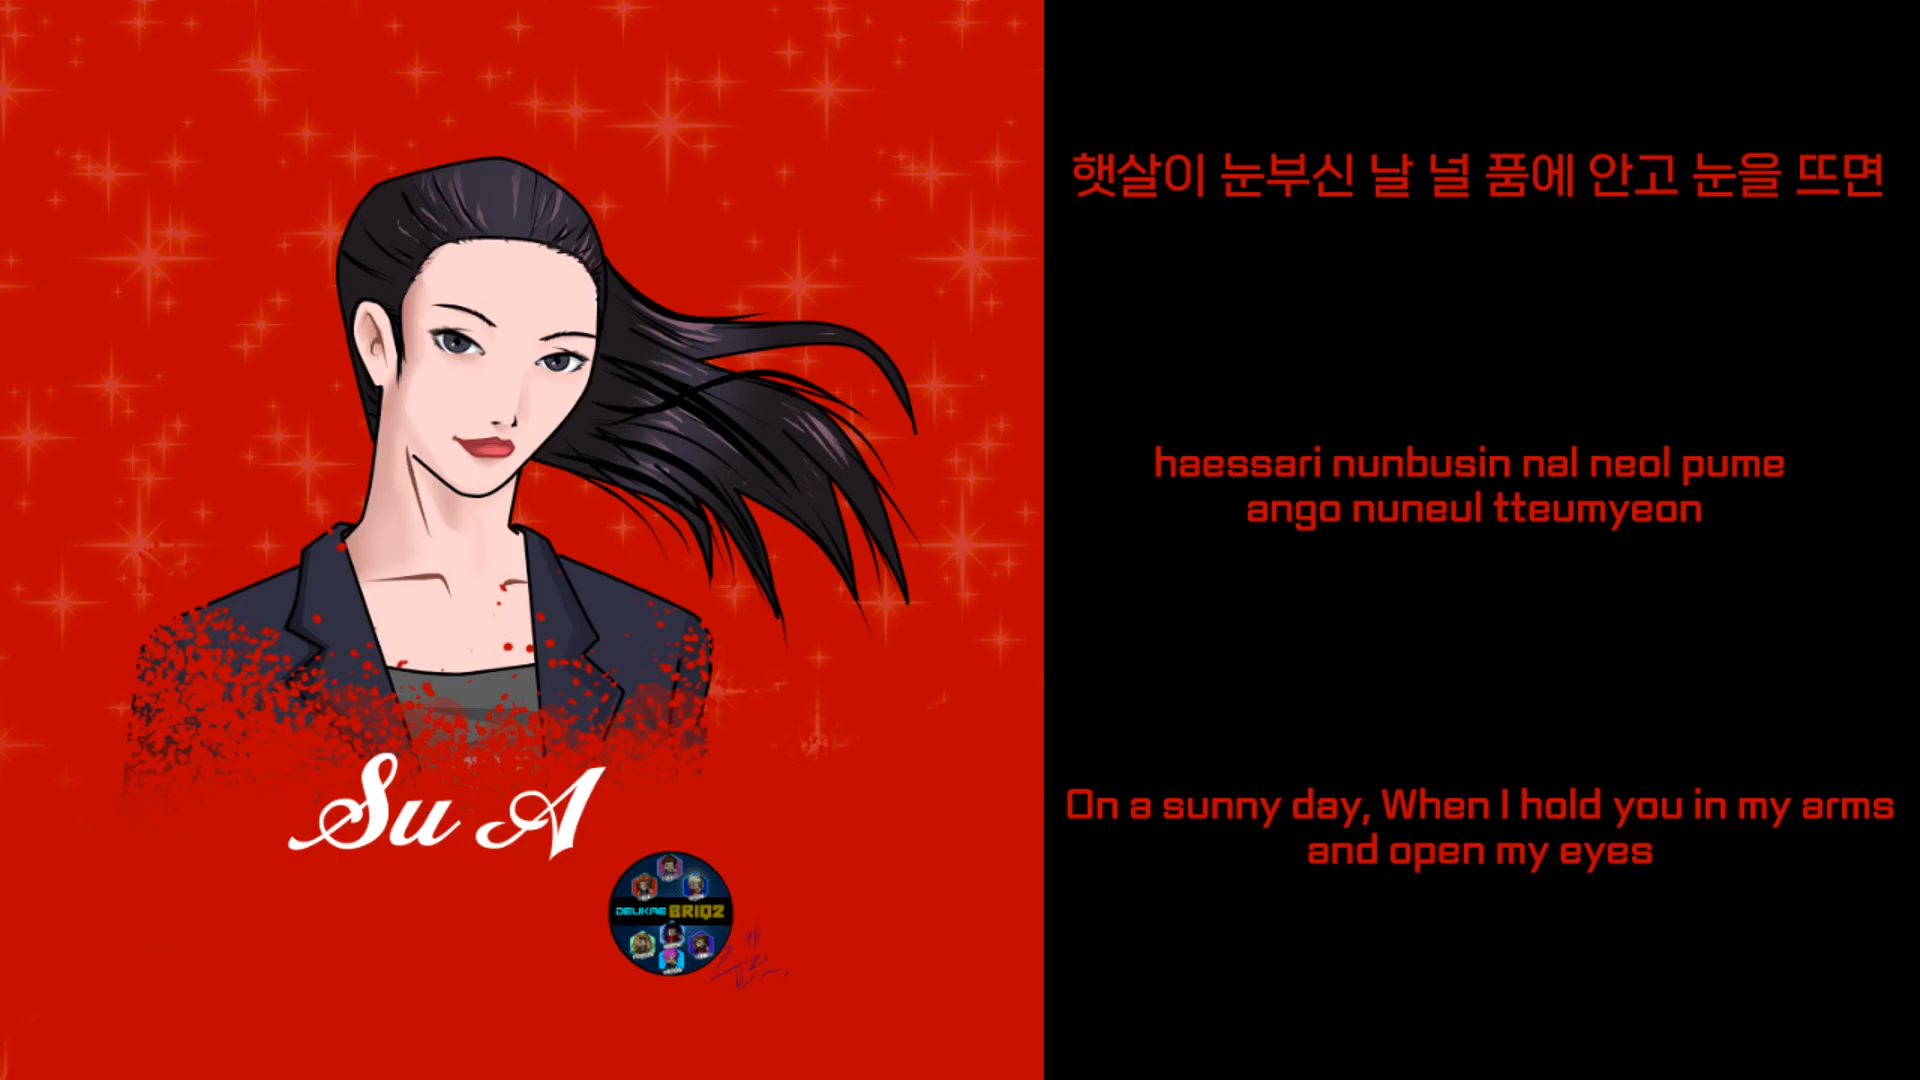 햇살이 눈부신 날 널 품에 안고 눈을 뜨면
haessari nunbusin nal neol pume
ango nuneul tteumyeon
On a sunny day, When I hold you in my arms
and open my eyes
Su A
DEUKAE BRIQZ